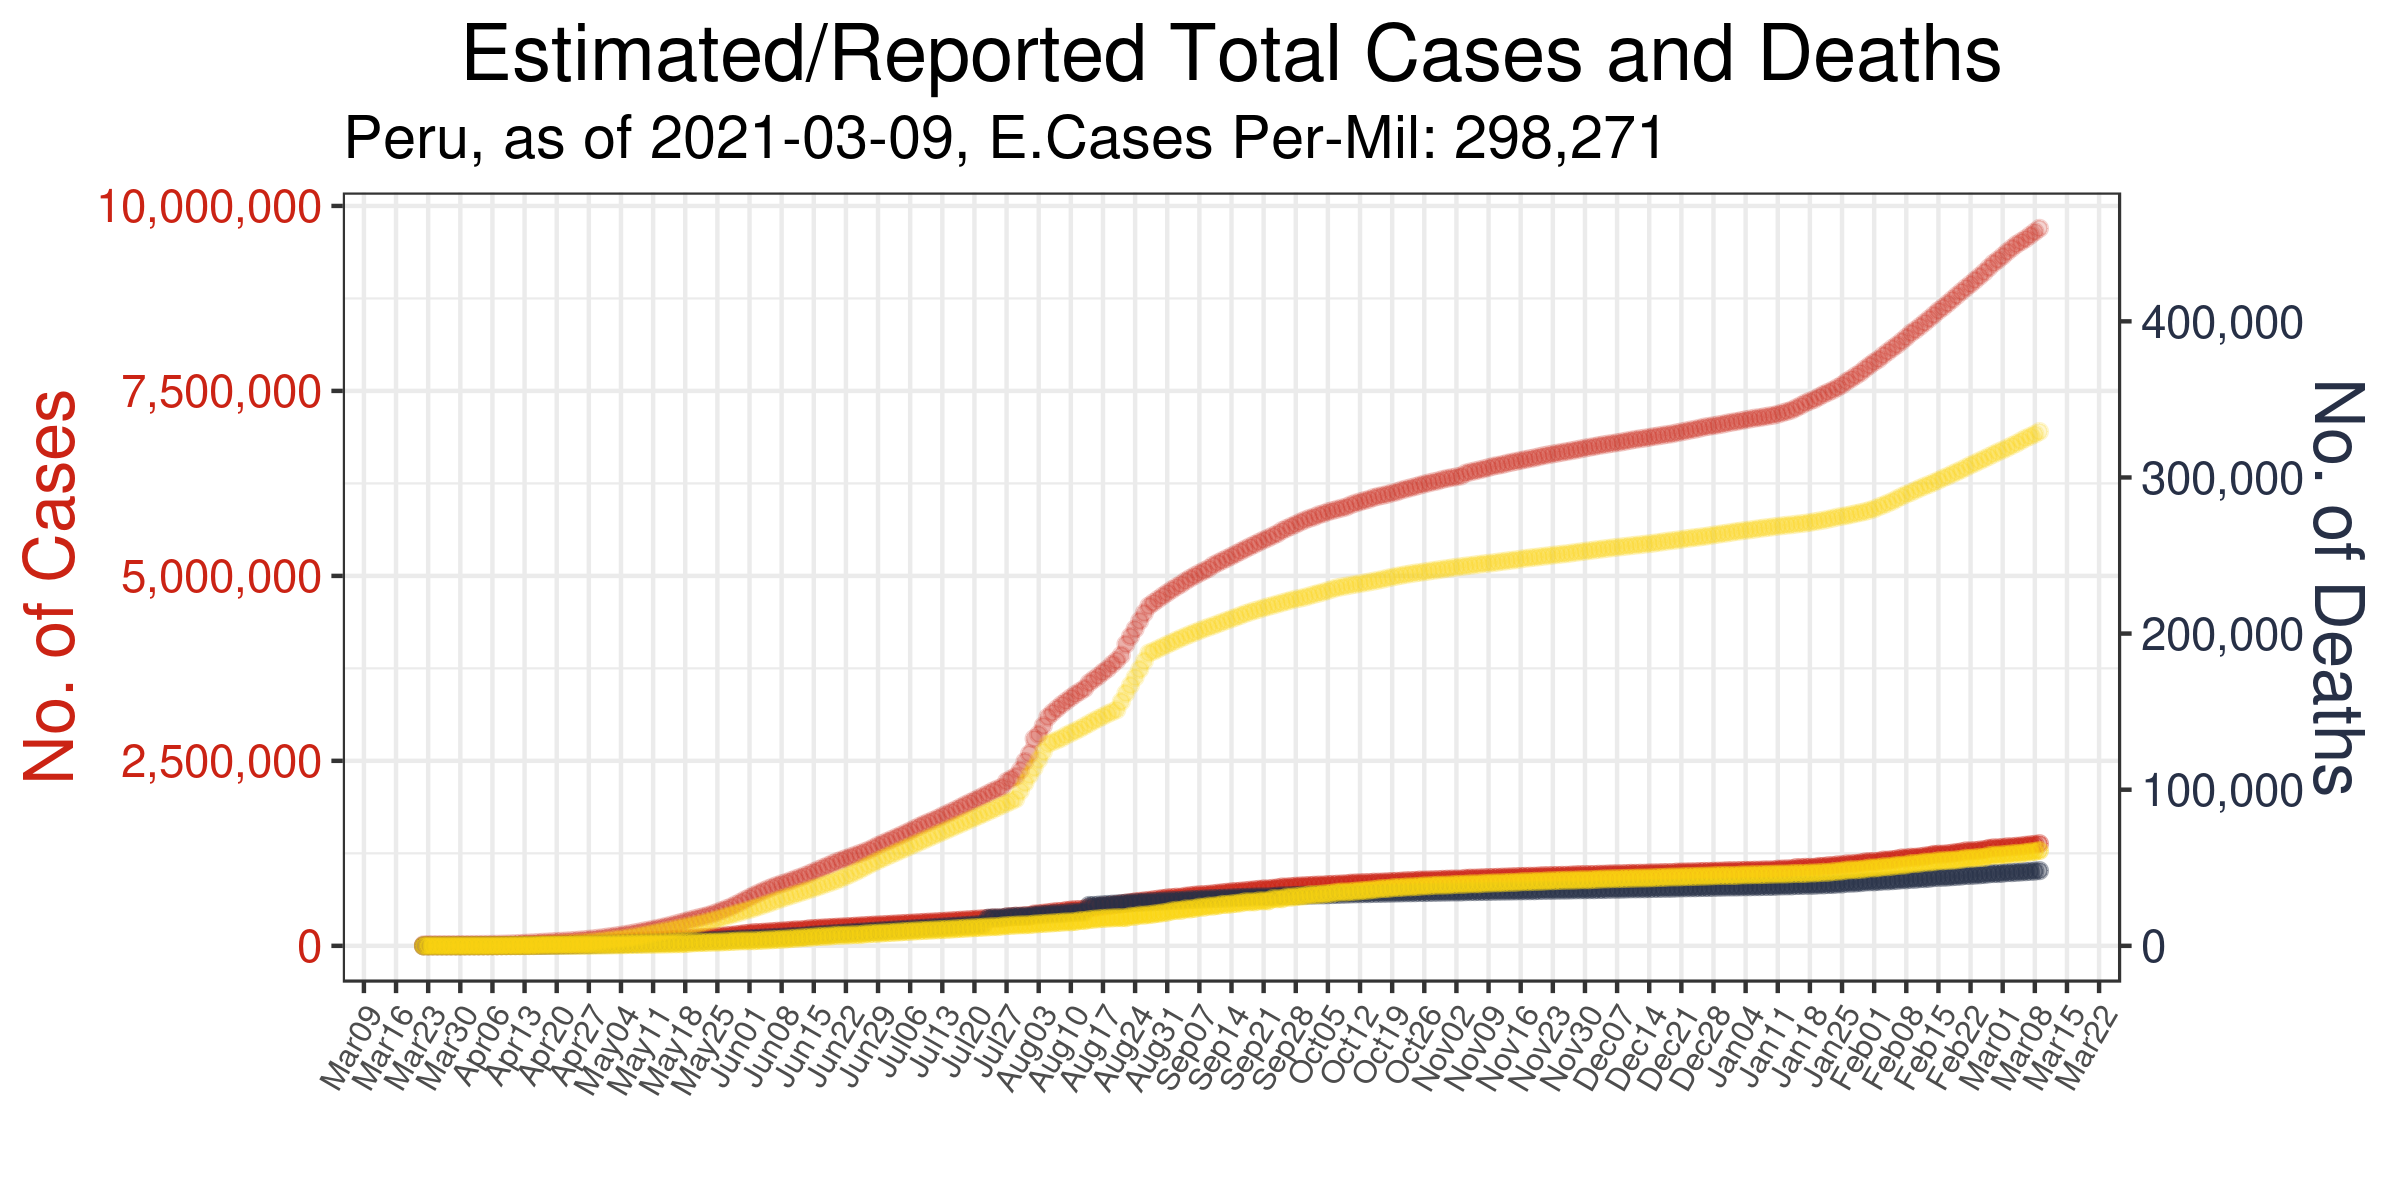 Estimated/Reported Total Cases and Deaths
Peru, as of 2021-03-09, E.Cases Per-Mil: 298,271
No. of Cases
10,000,000
7,500,000
5,000,000
2,500,000
0
400,000
300,000
200,000
100,000
0
No. of Deaths
Mar09
Mar16
Mar23
Mar30
Apr06
Apr13
Apr20
Apr27
May04
May11
May18
May25
Jun01
Jun08
Jun15
Jun22
Jun29
Jul06
Jul13
Jul20
Jul27
Aug03
Aug10
Aug17
Aug24
Aug31
Sep07
Sep14
Sep21
Sep28
Oct05
Oct12
Oct19
Oct26
Nov02
Nov09
Nov16
Nov23
Nov30
Dec07
Dec14
Dec21
Dec28
Jan04
Jan11
Jan18
Jan25
Feb01
Feb08
Feb15
Feb22
Mar01
Mar08
Mar15
Mar22